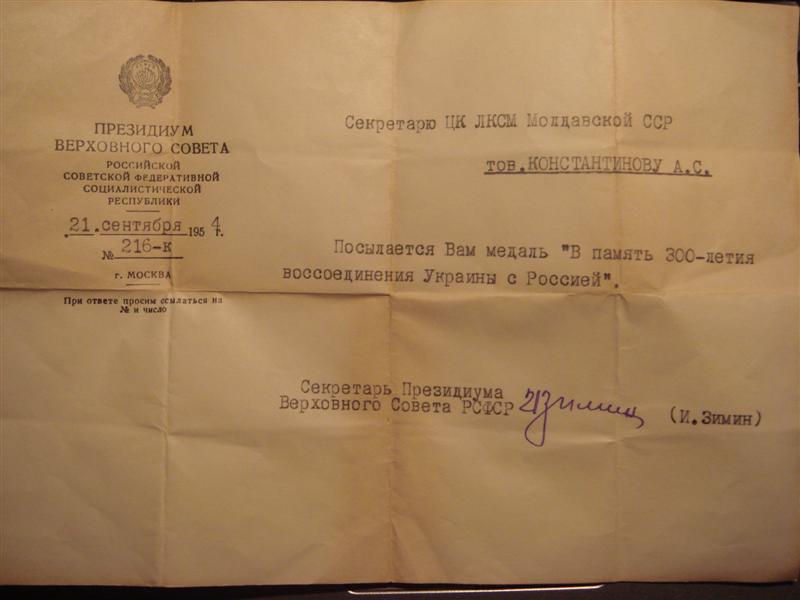 ПРЕЗИДИУМ
ВЕРХОВНОГО СОВЕТА
РОССИЙСКОЙ
СОВЕТСКОЙ ФЕДЕРАТИВНОЙ
СОЦИАЛИСТИЧЕСКОЙ
РЕСПУБЛИКИ
21.сентября 1954 г.
№ 216-к
г. МОСКВА
При ответе просим ссылаться на
№ и число
Секретарю ЦК ЛКСМ Молдавской ССР
тов.КОНСТАНТИНОВУ А.С.
Посылается Вам медаль "В память 300-летия
воссоединения Украины с Россией".
Секретарь Президиума
Верховного Совета РСФСР
ИЗимин
(И.Зимин)